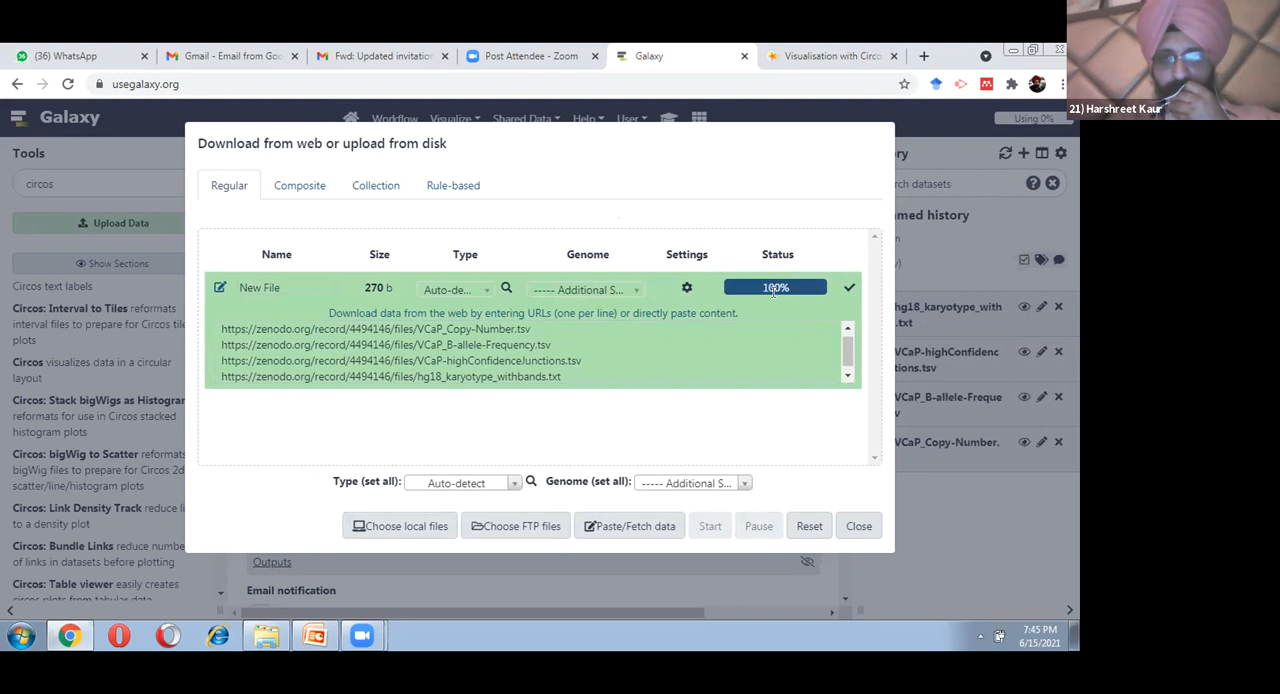 (36) WhatsApp
Gmail - Email from Goo
Fwd: Updated invitation
Post Attendee - Zoom
Galaxy
Visualisation with Circo
usegalaxy.org
21) Harshreet Kaur
Galaxy
Workflow Visualize Shared Data Help User
Using 0%
Tools
circos
Upload Data
Show Sections
Circos text labels
Circos: Interval to Tiles reformats
interval files to prepare for Circos tile
plots
Circos visualizes data in a circular
layout
Circos: Stack bigWigs as Histogram
reformats for use in Circos stacked
histogram plots
Circos: bigWig to Scatter reformats
bigWig files to prepare for Circos 2d
scatter/line/histogram plots
Circos: Link Density Track reduce li
to a density plot
Circos: Bundle Links reduce numbe
of links in datasets before plotting
Circos: Table viewer easily creates
circos plots from tabular data
Download from web or upload from disk
Regular Composite Collection Rule-based
Name Size Type Genome Settings Status
New File 270 b Auto-de... ----- Additional S... 100%
Download data from the web by entering URLs (one per line) or directly paste content.
https://zenodo.org/record/4494146/files/VCaP_Copy-Number.tsv
https://zenodo.org/record/4494146/files/VCaP_B-allele-Frequency.tsv
https://zenodo.org/record/4494146/files/VCaP-highConfidenceJunctions.tsv
https://zenodo.org/record/4494146/files/hg18_karyotype_withbands.txt
Type (set all): Auto-detect Genome (set all): ----- Additional S...
Choose local files Choose FTP files Paste/Fetch data Start Pause Reset Close
Outputs
Email notification
ry
rch datasets
med history
hg18_karyotype_with
nds.txt
VCaP-highConfidenc
tions.tsv
VCaP_B-allele-Freque
v
VCaP_Copy-Number.
7:45 PM
6/15/2021